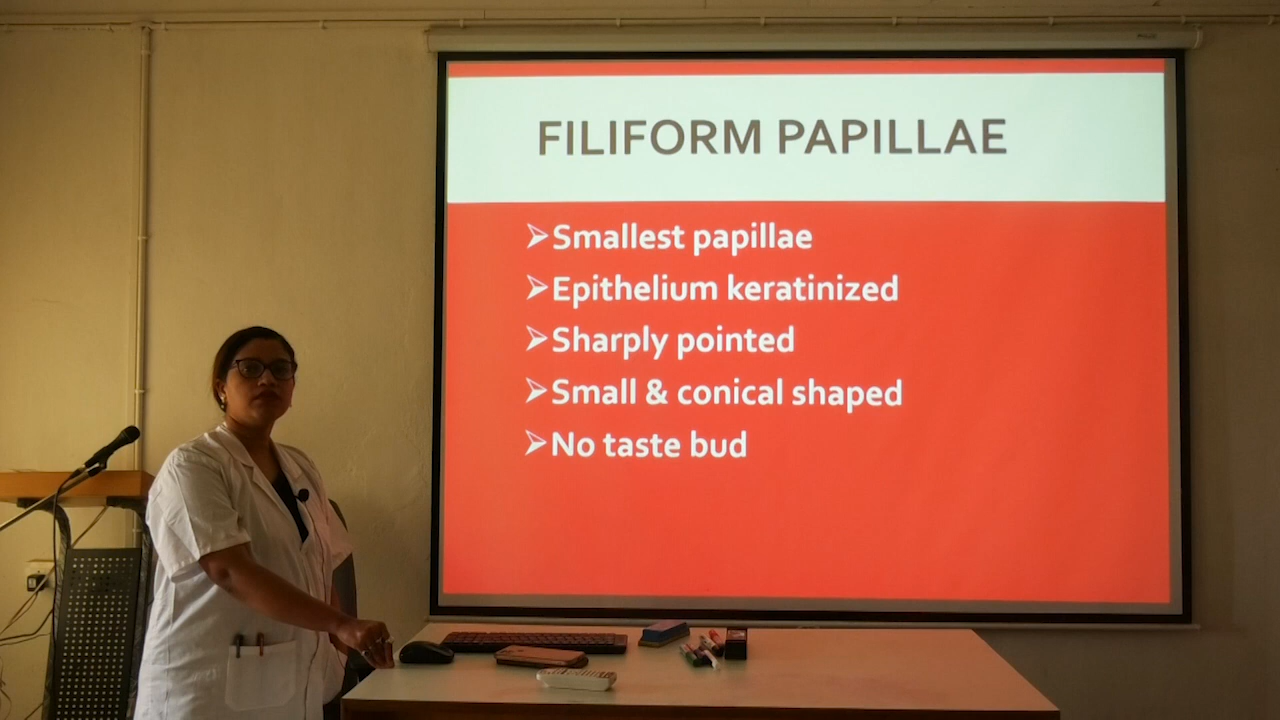 FILIFORM PAPILLAE
➢Smallest papillae
➢Epithelium keratinized
➢Sharply pointed
➢Small & conical shaped
➢No taste bud